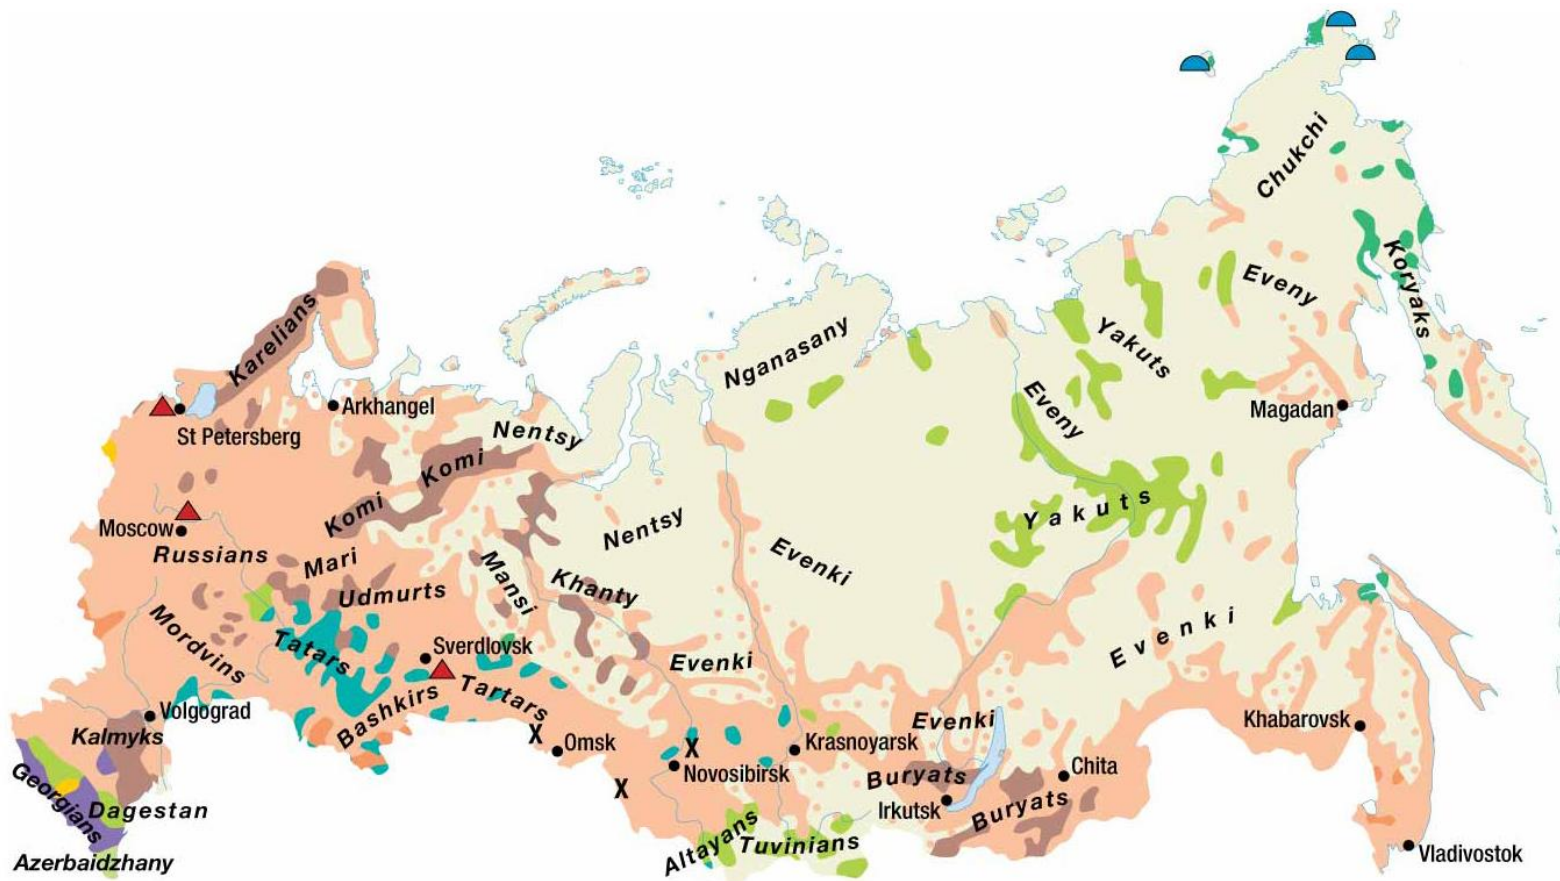 Chukchi
Koryaks
Eveny
Karelians
Nganasany
Yakuts
Eveny
Arkhangel
Magadan
St Petersberg
Nentsy
Komi
Komi
Yakuts
Moscow
Nentsy
Russians
Mari
Evenki
Mansi
Khanty
Udmurts
Mordvins
Tatars
Evenki
Sverdlovsk
Evenki
Bashkirs
Tartars
Volgograd
Evenki
Khabarovsk
Kalmyks
X
Omsk
X
Krasnoyarsk
Novosibirsk
Buryats
Chita
X
Georgians
Dagestan
Irkutsk
Buryats
Altayans
Tuvinians
Vladivostok
Azerbaidzhany